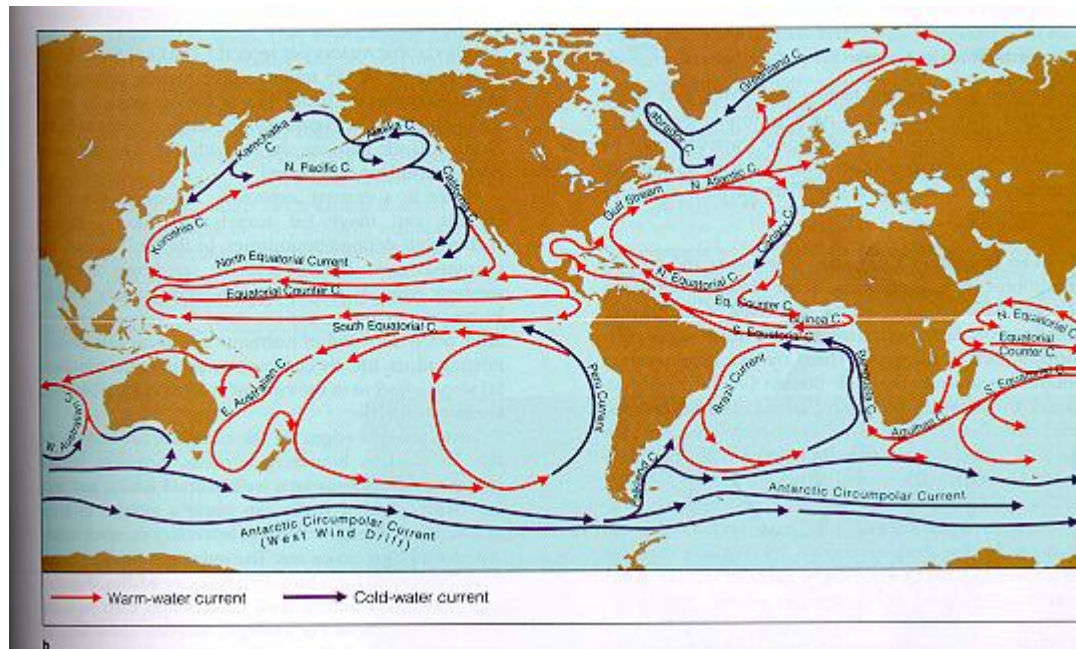 Greenland C.
Labrador C.
Kamchatka
C.
Alaska C.
N. Pacific C.
California C.
N. Atlantic C.
Gulf Stream
Canary C.
Kuroshio C.
North Equatorial Current
N. Equatorial C.
Equatorial Counter C.
Eq. Counter C.
Guinea C.
South Equatorial C.
S. Equatorial C.
N. Equatorial C.
Equatorial
Counter C.
S. Equatorial C.
E. Australian C.
Peru Current
Brazil Current
Benguela C.
Agulhas C.
W. Australian C.
Falkland C.
Antarctic Circumpolar Current
Antarctic Circumpolar Current
(West Wind Drift)
Warm-water current
Cold-water current
b